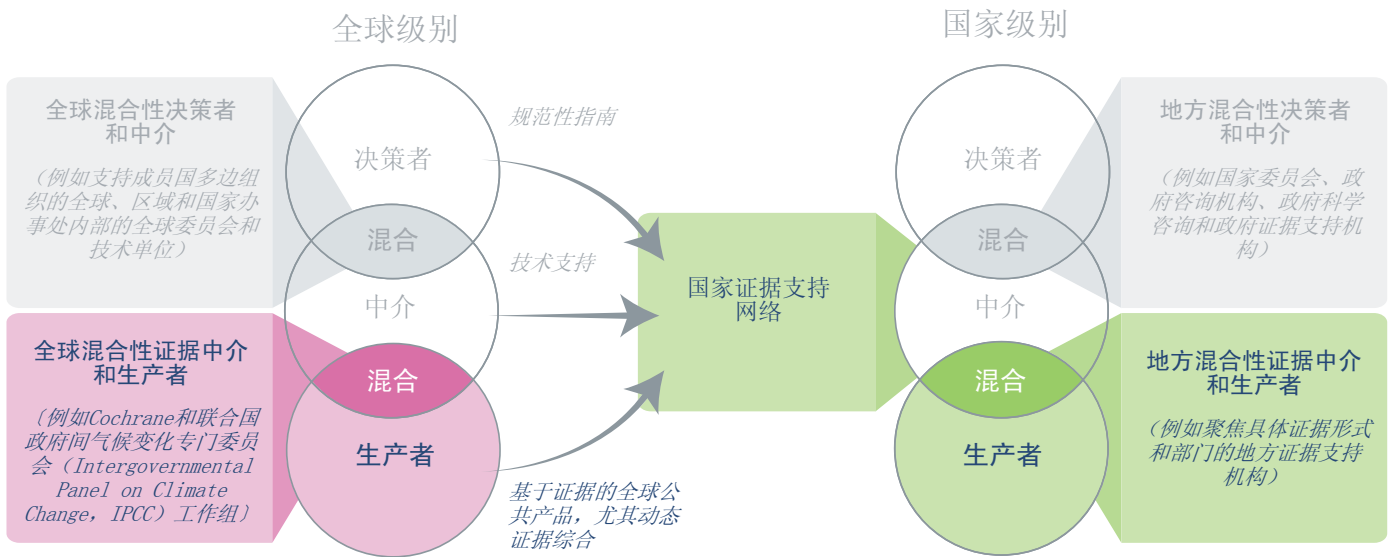 全球级别
国家级别
全球混合性决策者
和中介
（例如支持成员国多边组
织的全球、区域和国家办
事处内部的全球委员会和
技术单位）
决策者
混合
中介
混合
生产者
全球混合性证据中介
和生产者
〔例如Cochrane和联合国
政府间气候变化专门委员
会（Intergovernmental
Panel on Climate
Change，IPCC）工作组〕
规范性指南
技术支持
基于证据的全球公
共产品，尤其动态
证据综合
国家证据支持
网络
决策者
混合
中介
混合
生产者
地方混合性决策者
和中介
（例如国家委员会、政
府咨询机构、政府科学
咨询和政府证据支持机
构）
地方混合性证据中介
和生产者
（例如聚焦具体证据形式
和部门的地方证据支持
机构）